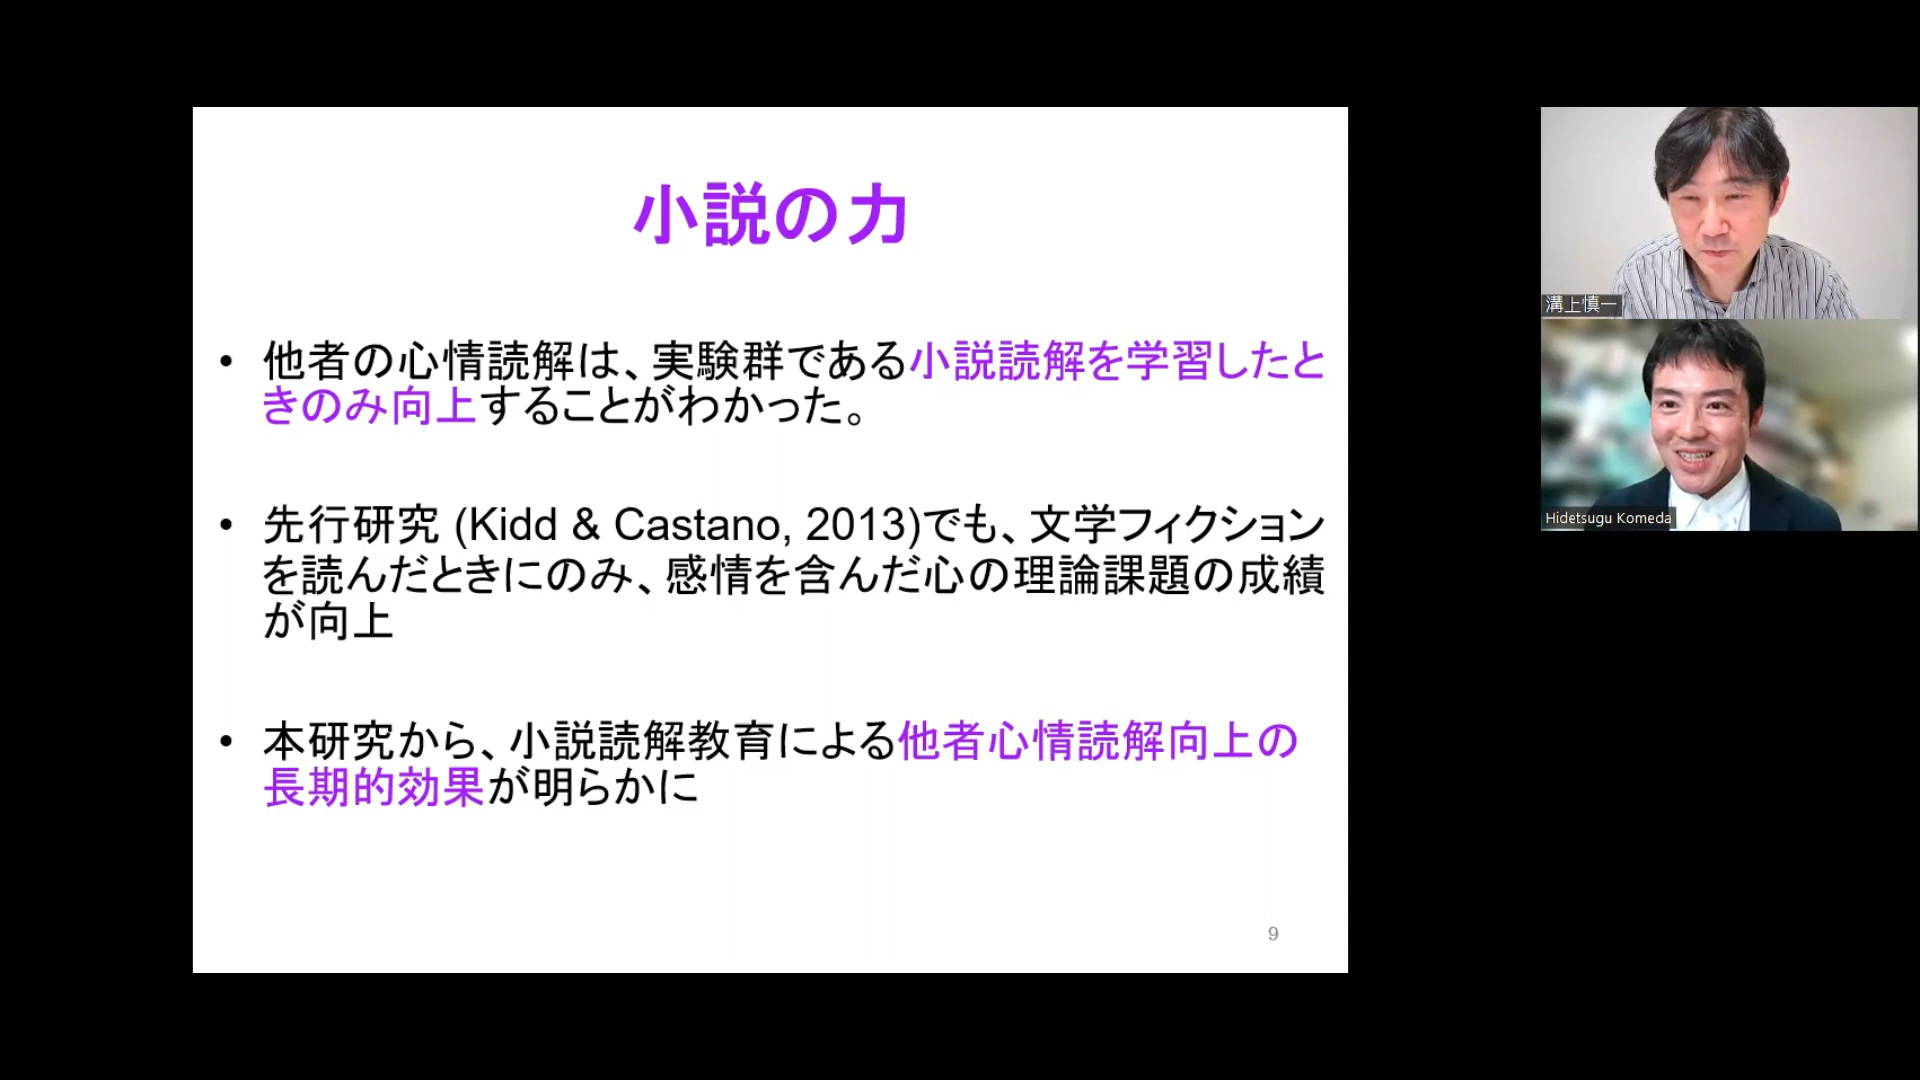 小説の力
• 他者の心情読解は、実験群である小説読解を学習したと
きのみ向上することがわかった。
• 先行研究 (Kidd & Castano, 2013)でも、文学フィクション
を読んだときにのみ、感情を含んだ心の理論課題の成績
が向上
• 本研究から、小説読解教育による他者心情読解向上の
長期的効果が明らかに
9
溝上慎一
Hidetsugu Komeda